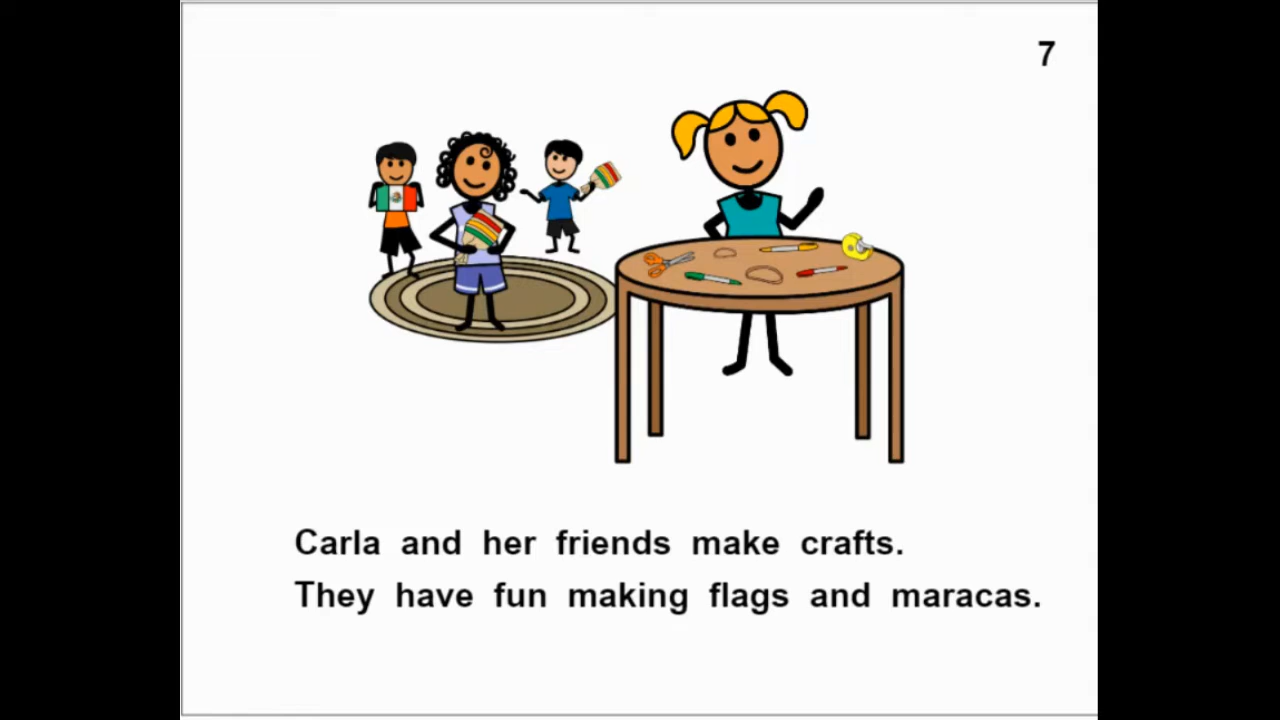 7
Carla and her friends make crafts.
They have fun making flags and maracas.